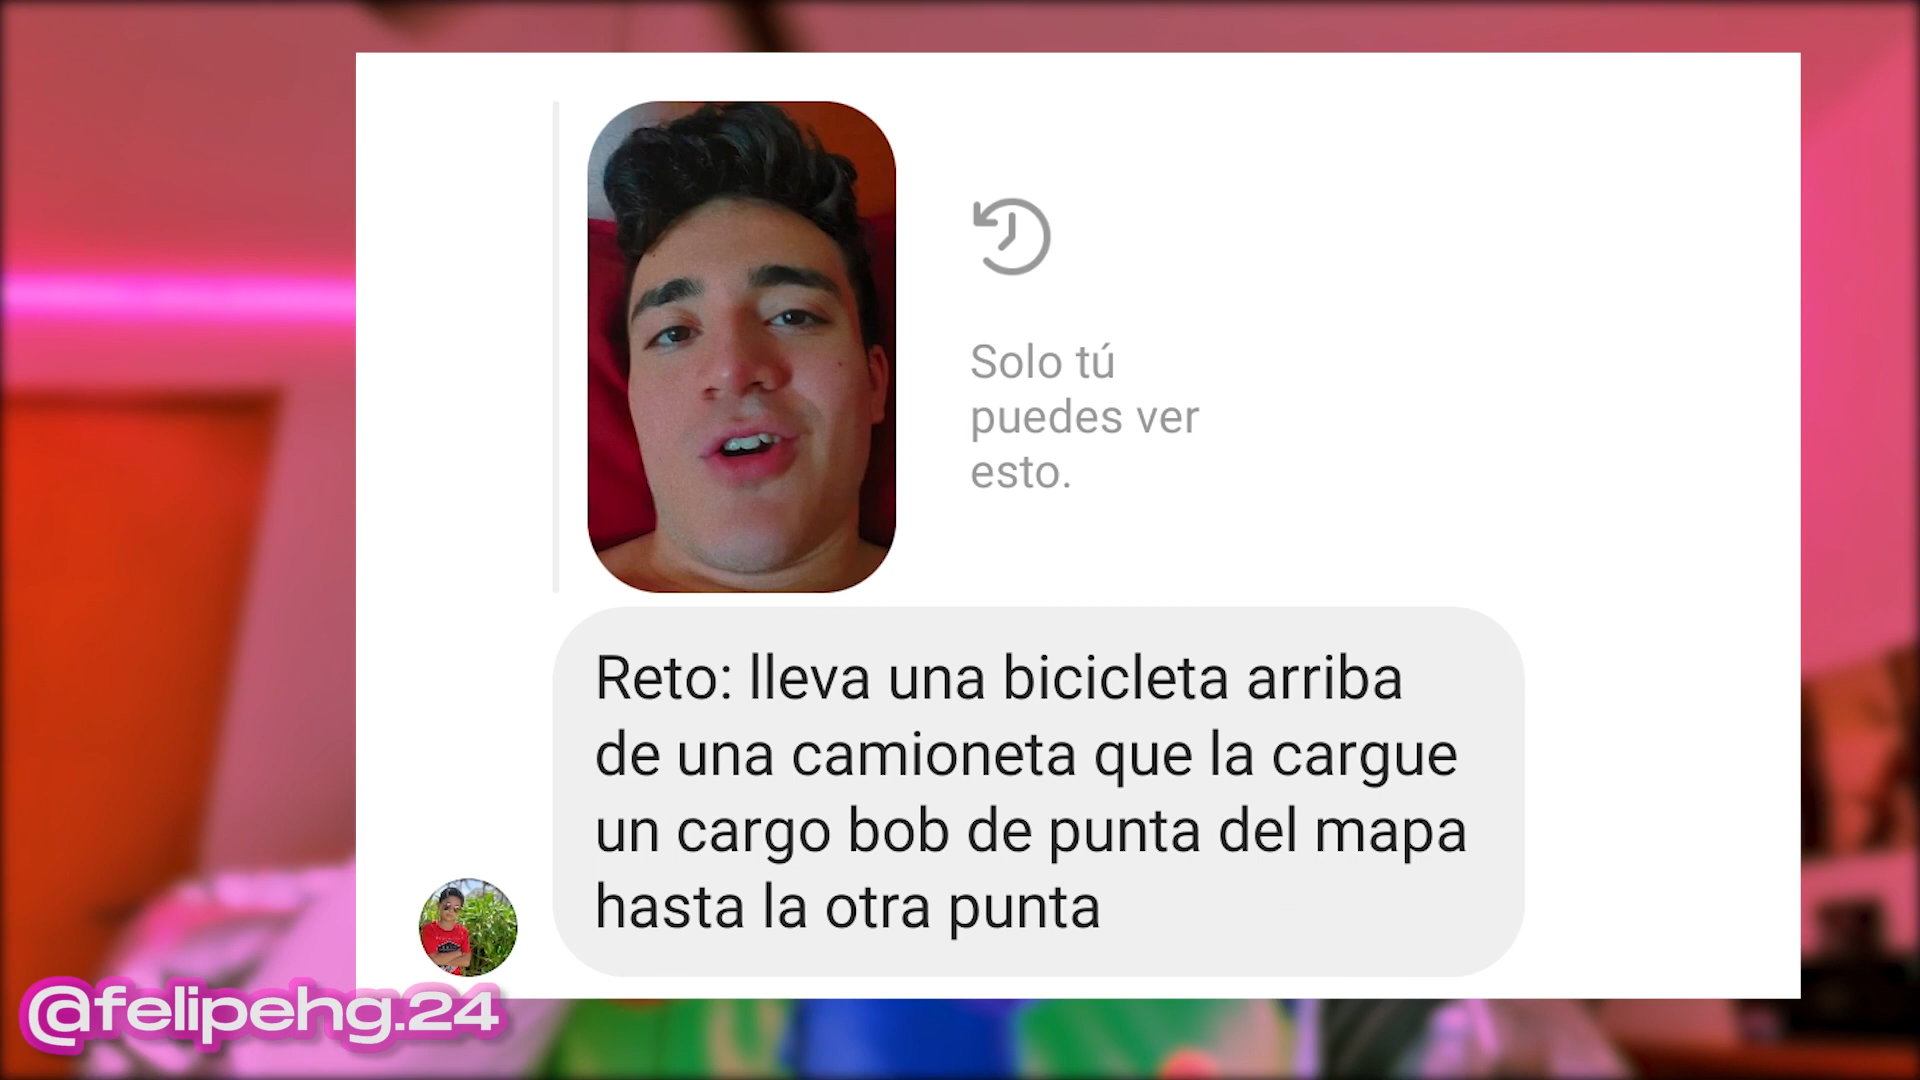 Solo tú
puedes ver
esto.
Reto: lleva una bicicleta arriba
de una camioneta que la cargue
un cargo bob de punta del mapa
hasta la otra punta
@felipehg.24